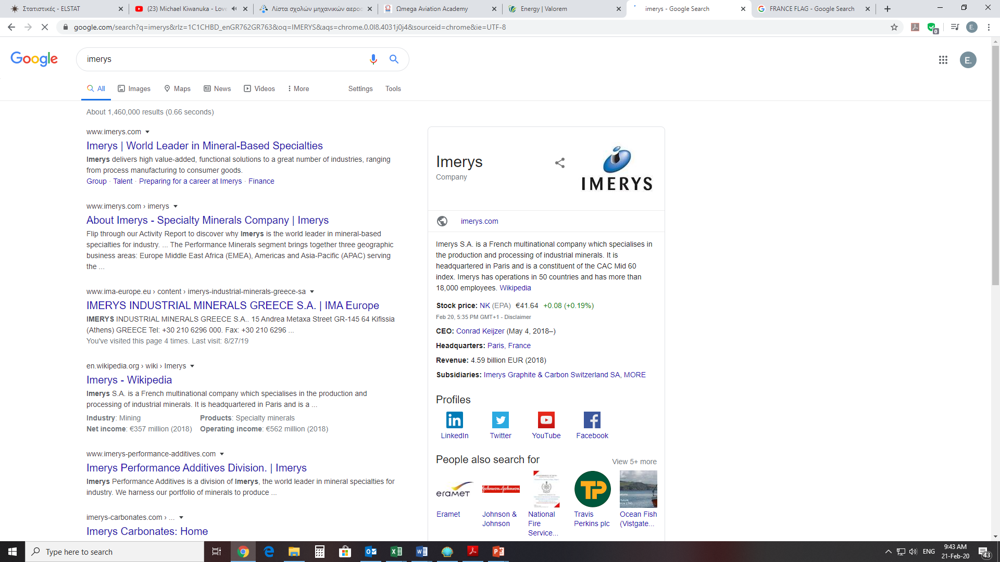 Στατιστικές - ELSTAT
(23) Michael Kiwanuka - Love
Λίστα σχολών μηχανικών αερος
Ωmega Aviation Academy
Energy | Valorem
imerys - Google Search
FRANCE FLAG - Google Search
google.com/search?q=imerys&rlz=1C1CHBD_enGR762GR763&oq=IMERYS&aqs=chrome.0.0l8.4031j0j4&sourceid=chrome&ie=UTF-8
0
E.
Google
imerys
E.
All Images Maps News Videos More Settings Tools
About 1,460,000 results (0.66 seconds)
www.imerys.com
Imerys | World Leader in Mineral-Based Specialties
Imerys delivers high value-added, functional solutions to a great number of industries, ranging
from process manufacturing to consumer goods.
Group · Talent · Preparing for a career at Imerys · Finance
www.imerys.com › imerys
About Imerys - Specialty Minerals Company | Imerys
Flip through our Activity Report to discover why Imerys is the world leader in mineral-based
specialties for industry. ... The Performance Minerals segment brings together three geographic
business areas: Europe Middle East Africa (EMEA), Americas and Asia-Pacific (APAC) serving
the ...
www.ima-europe.eu › content › imerys-industrial-minerals-greece-sa
IMERYS INDUSTRIAL MINERALS GREECE S.A. | IMA Europe
IMERYS INDUSTRIAL MINERALS GREECE S.A.. 15 Andrea Metaxa Street GR-145 64 Kifissia
(Athens) GREECE Tel: +30 210 6296 000. Fax: +30 210 6296 ...
You've visited this page 4 times. Last visit: 8/27/19
en.wikipedia.org › wiki › Imerys
Imerys - Wikipedia
Imerys S.A. is a French multinational company which specialises in the production and
processing of industrial minerals. It is headquartered in Paris and is a ...
Industry: Mining Products: Specialty minerals
Net income: €357 million (2018) Operating income: €562 million (2018)
www.imerys-performance-additives.com
Imerys Performance Additives Division. | Imerys
Imerys Performance Additives is a division of Imerys, the world leader in mineral specialties for
industry. We harness our portfolio of minerals to produce ...
imerys-carbonates.com › ...
Imerys Carbonates: Home
Imerys
Company
IMERYS
imerys.com
Imerys S.A. is a French multinational company which specialises in
the production and processing of industrial minerals. It is
headquartered in Paris and is a constituent of the CAC Mid 60
index. Imerys has operations in 50 countries and has more than
18,000 employees. Wikipedia
Stock price: NK (EPA) €41.64 +0.08 (+0.19%)
Feb 20, 5:35 PM GMT+1 - Disclaimer
CEO: Conrad Keijzer (May 4, 2018–)
Headquarters: Paris, France
Revenue: 4.59 billion EUR (2018)
Subsidiaries: Imerys Graphite & Carbon Switzerland SA, MORE
Profiles
LinkedIn Twitter YouTube Facebook
People also search for
View 5+ more
eramet
Johnson & Johnson
TP
Eramet
Johnson &
Johnson
National
Fire
Service...
Travis
Perkins plc
Ocean Fish
(Vistgate...
Type here to search
ENG
9:43 AM
21-Feb-20
43